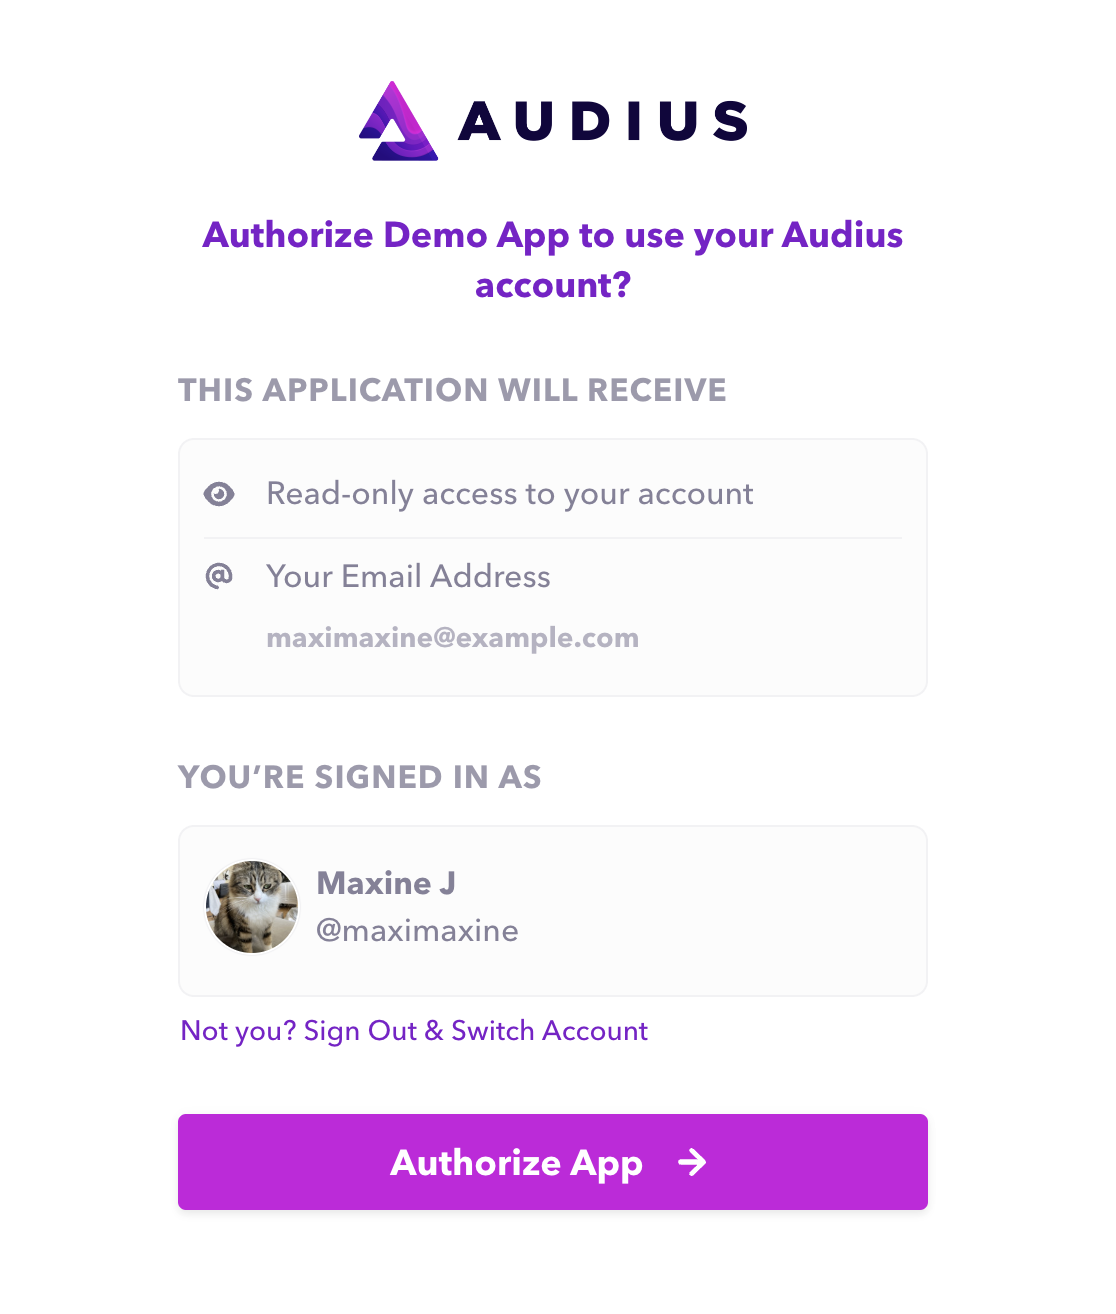 AUDIUS
Authorize Demo App to use your Audius
account?
THIS APPLICATION WILL RECEIVE
Read-only access to your account
Your Email Address
maximaxine@example.com
YOU’RE SIGNED IN AS
Maxine J
@maximaxine
Not you? Sign Out & Switch Account
Authorize App